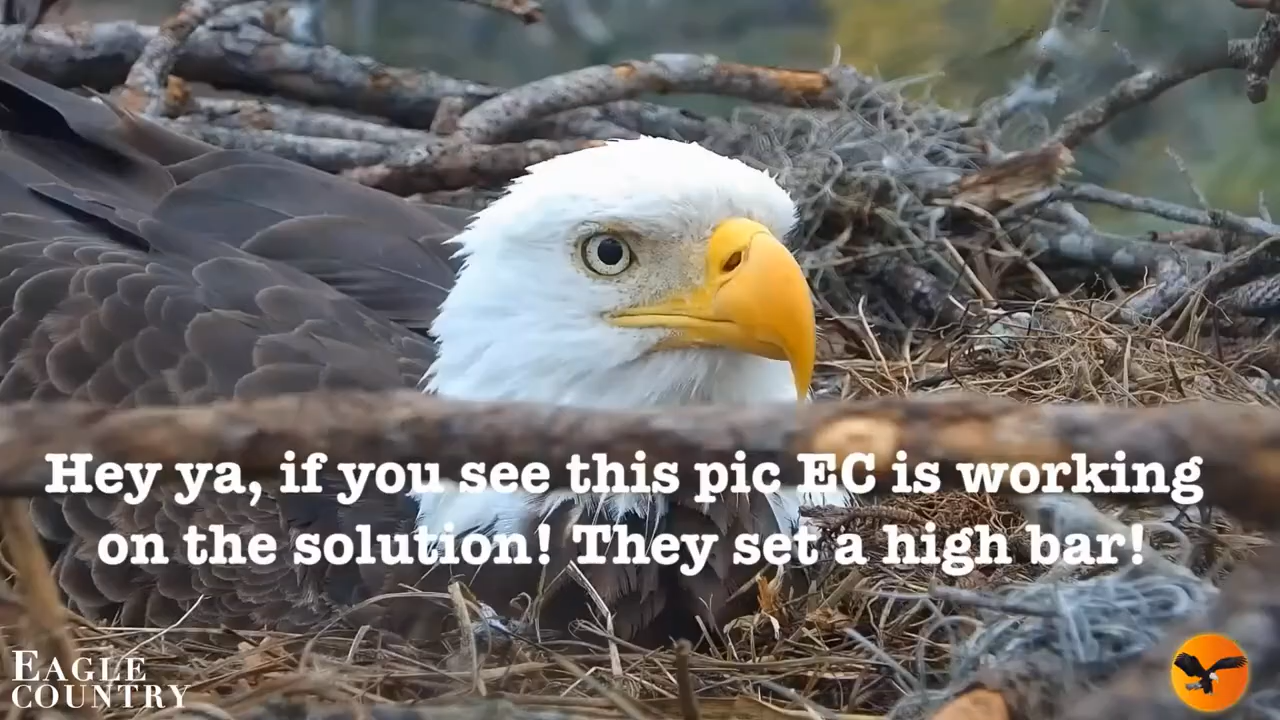 Hey ya, if you see this pic EC is working
on the solution! They set a high bar!
EAGLE
COUNTRY